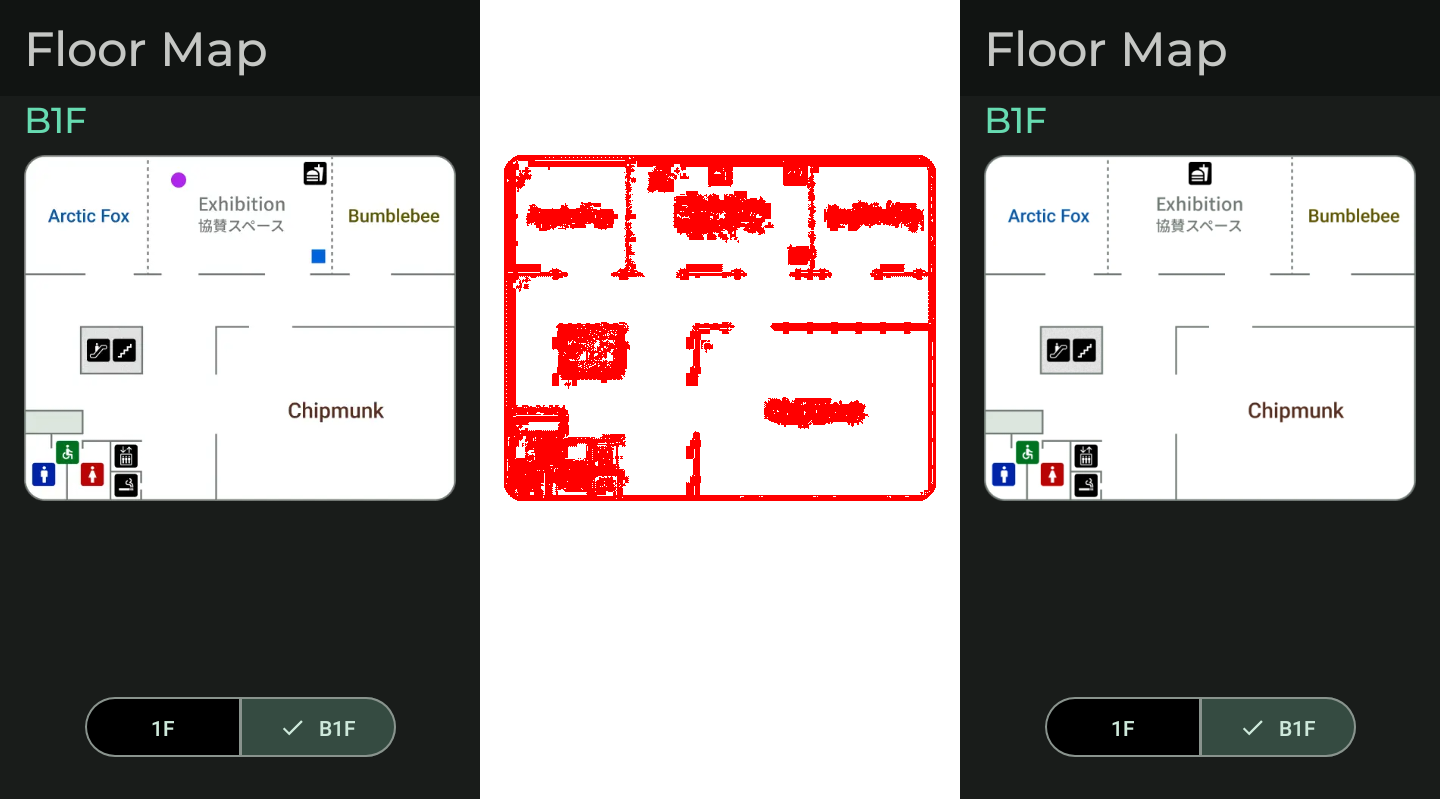 Floor Map
B1F
Arctic Fox
Exhibition
協賛スペース
Bumblebee
Chipmunk
1F
B1F
Floor Map
B1F
Arctic Fox
Exhibition
協賛スペース
Bumblebee
Chipmunk
1F
B1F